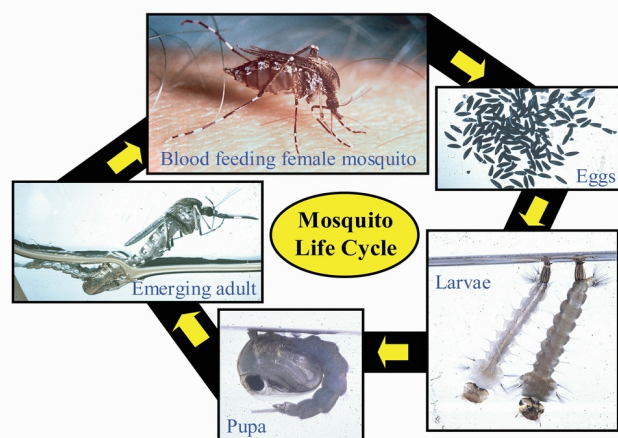 Blood feeding female mosquito
Eggs
Mosquito
Life Cycle
Emerging adult
Larvae
Pupa